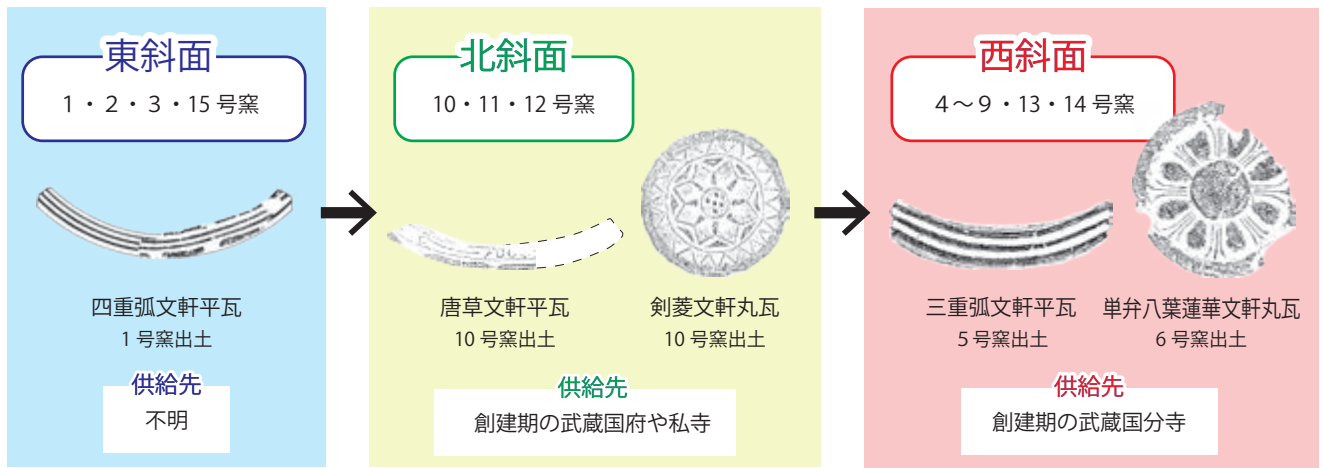 東斜面
1・2・3・15 号窯
四重弧文軒平瓦
1 号窯出土
供給先
不明
北斜面
10・11・12 号窯
唐草文軒平瓦
10 号窯出土
剣菱文軒丸瓦
10 号窯出土
供給先
創建期の武蔵国府や私寺
西斜面
4～9・13・14 号窯
三重弧文軒平瓦
5 号窯出土
単弁八葉蓮華文軒丸瓦
6 号窯出土
供給先
創建期の武蔵国分寺